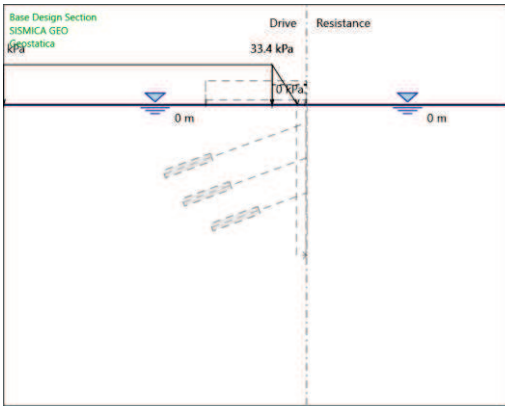 Base Design Section
SISMICA GEO
Geostatica
Drive
Resistance
kPa
33.4 kPa
0 kPa
0 m
0 m